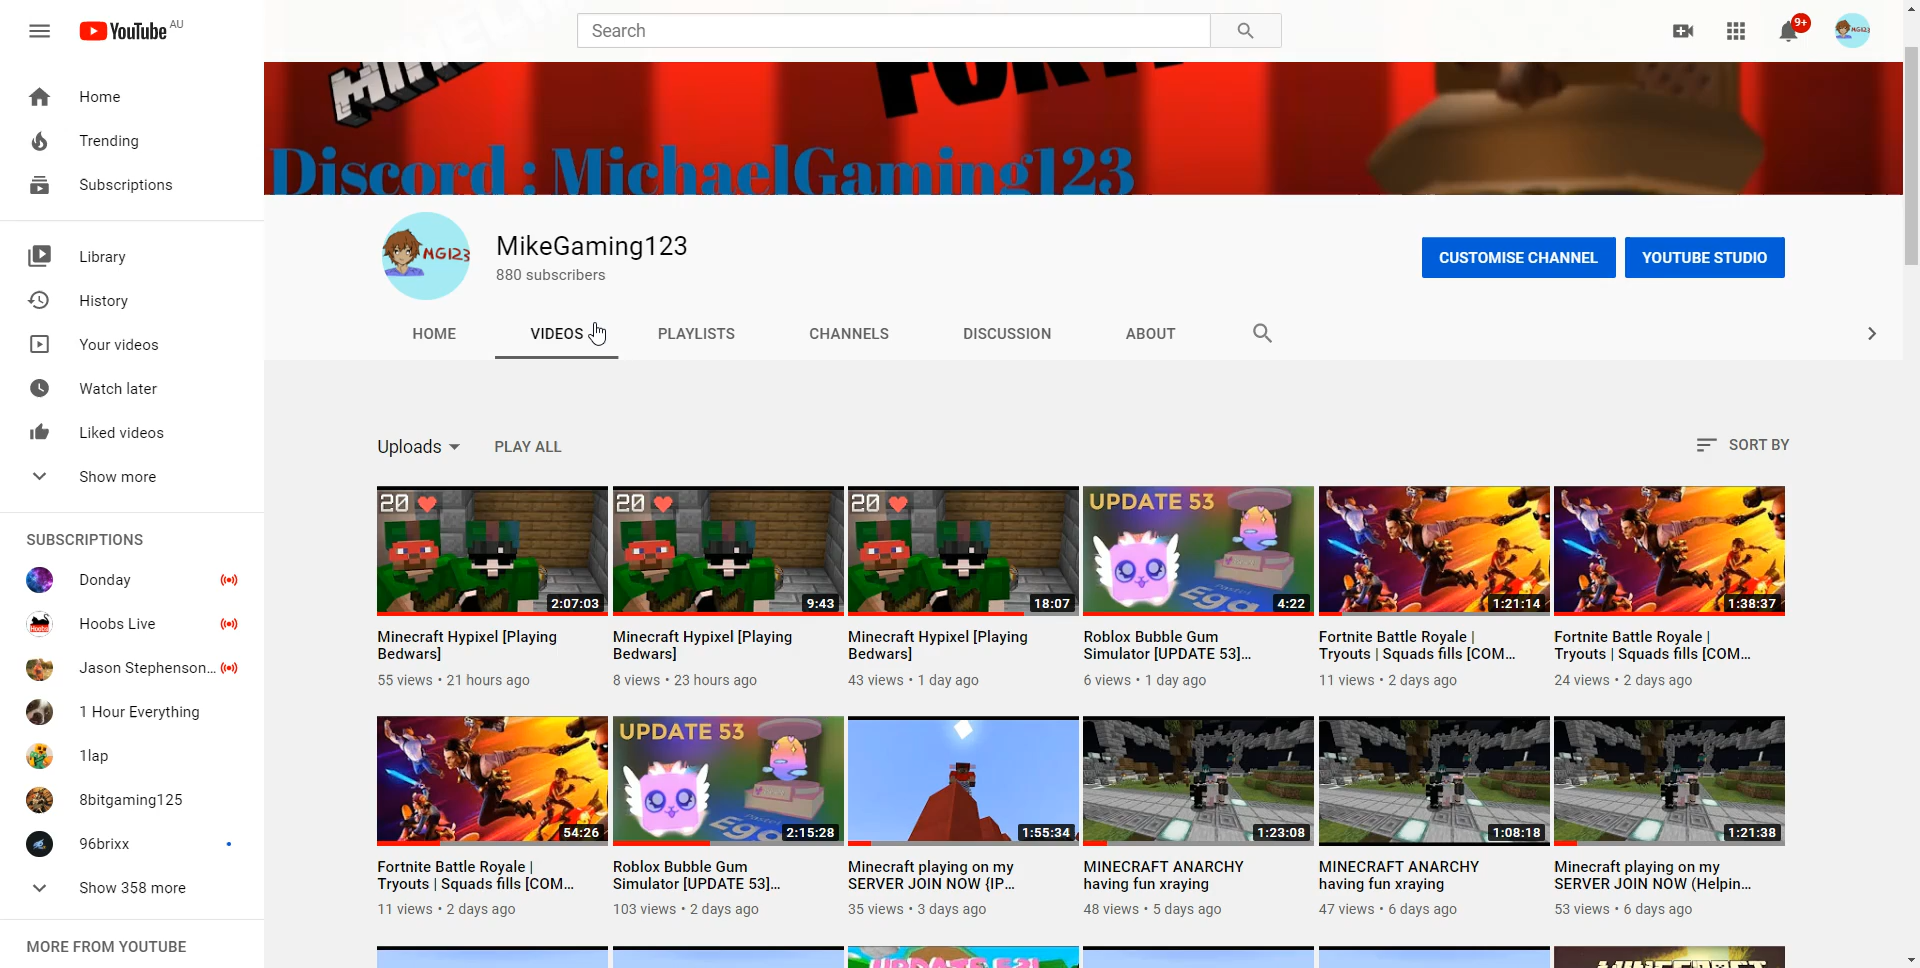 YouTube AU
Search
9+
MG123
Home
Trending
Subscriptions
Library
History
Your videos
Watch later
Liked videos
Show more
SUBSCRIPTIONS
Donday
Hoobs Live
Jason Stephenson...
1 Hour Everything
1lap
8bitgaming125
96brixx
Show 358 more
MORE FROM YOUTUBE
Discord : MichaelGaming123
MG123
MikeGaming123
880 subscribers
CUSTOMISE CHANNEL
YOUTUBE STUDIO
HOME VIDEOS PLAYLISTS CHANNELS DISCUSSION ABOUT
Uploads PLAY ALL
SORT BY
20
2:07:03
Minecraft Hypixel [Playing
Bedwars]
55 views • 21 hours ago
20
9:43
Minecraft Hypixel [Playing
Bedwars]
8 views • 23 hours ago
20
18:07
Minecraft Hypixel [Playing
Bedwars]
43 views • 1 day ago
UPDATE 53
Egg
4:22
Roblox Bubble Gum
Simulator [UPDATE 53]...
6 views • 1 day ago
1:21:14
Fortnite Battle Royale |
Tryouts | Squads fills [COM...
11 views • 2 days ago
1:38:37
Fortnite Battle Royale |
Tryouts | Squads fills [COM...
24 views • 2 days ago
54:26
Fortnite Battle Royale |
Tryouts | Squads fills [COM...
11 views • 2 days ago
UPDATE 53
Egg
2:15:28
Roblox Bubble Gum
Simulator [UPDATE 53]...
103 views • 2 days ago
1:55:34
Minecraft playing on my
SERVER JOIN NOW {IP...
35 views • 3 days ago
1:23:08
MINECRAFT ANARCHY
having fun xraying
48 views • 5 days ago
1:08:18
MINECRAFT ANARCHY
having fun xraying
47 views • 6 days ago
1:21:38
Minecraft playing on my
SERVER JOIN NOW (Helpin...
53 views • 6 days ago